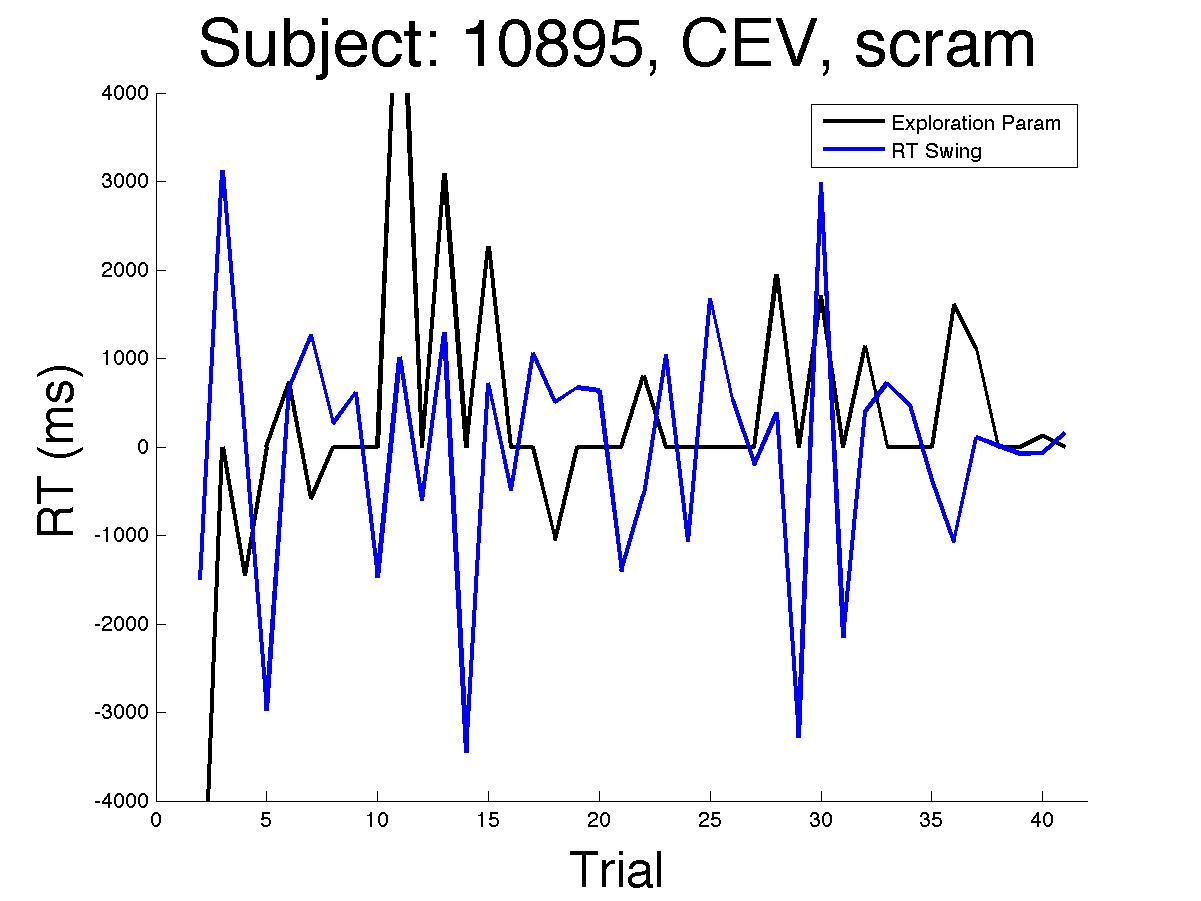 Subject: 10895, CEV, scram
Exploration Param
RT Swing
4000
3000
2000
1000
0
-1000
-2000
-3000
-4000
RT (ms)
0 5 10 15 20 25 30 35 40
Trial